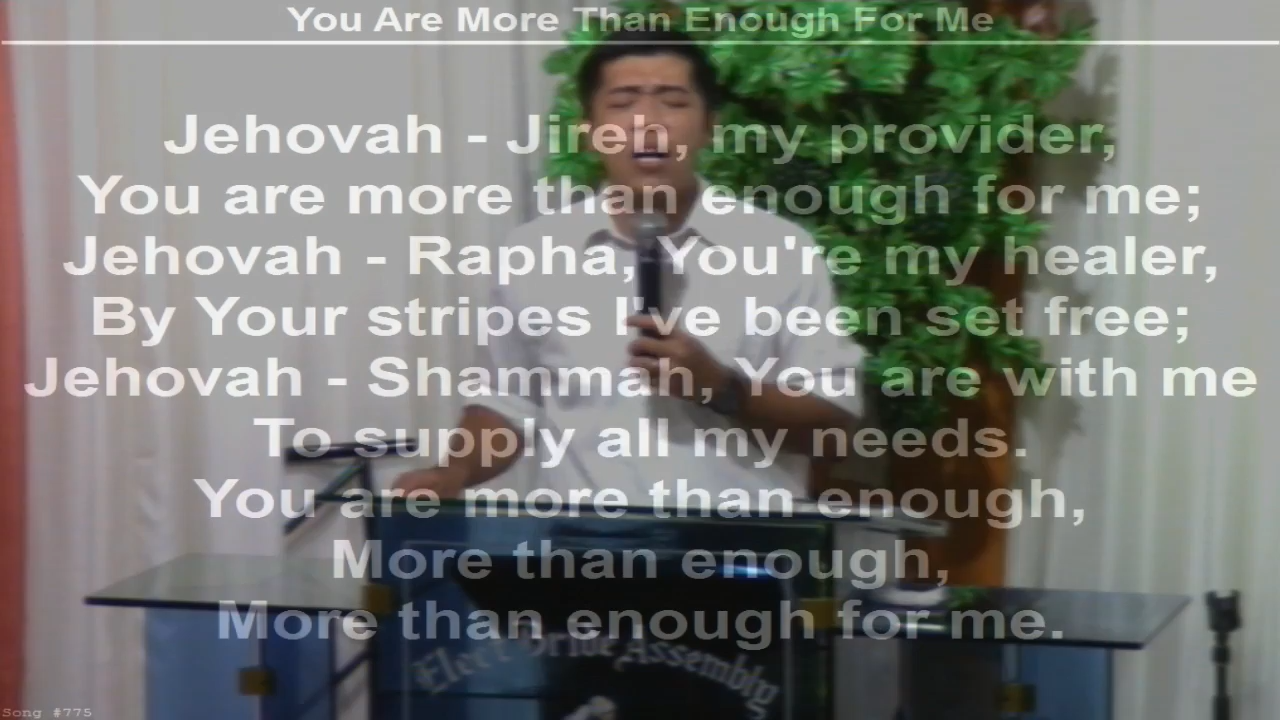 You Are More Than Enough For Me
Jehovah - Jireh, my provider,
You are more than enough for me;
Jehovah - Rapha, You're my healer,
By Your stripes I've been set free;
Jehovah - Shammah, You are with me
To supply all my needs.
You are more than enough,
More than enough,
More than enough for me.
Elect Bride Assembly
Song #775